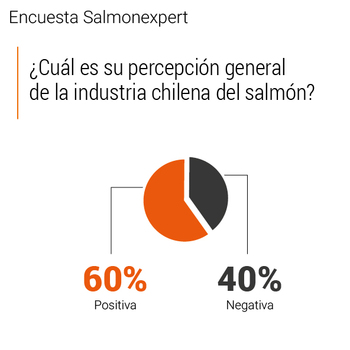 Encuesta Salmonexpert
¿Cuál es su percepción general
de la industria chilena del salmón?
60%
Positiva
40%
Negativa